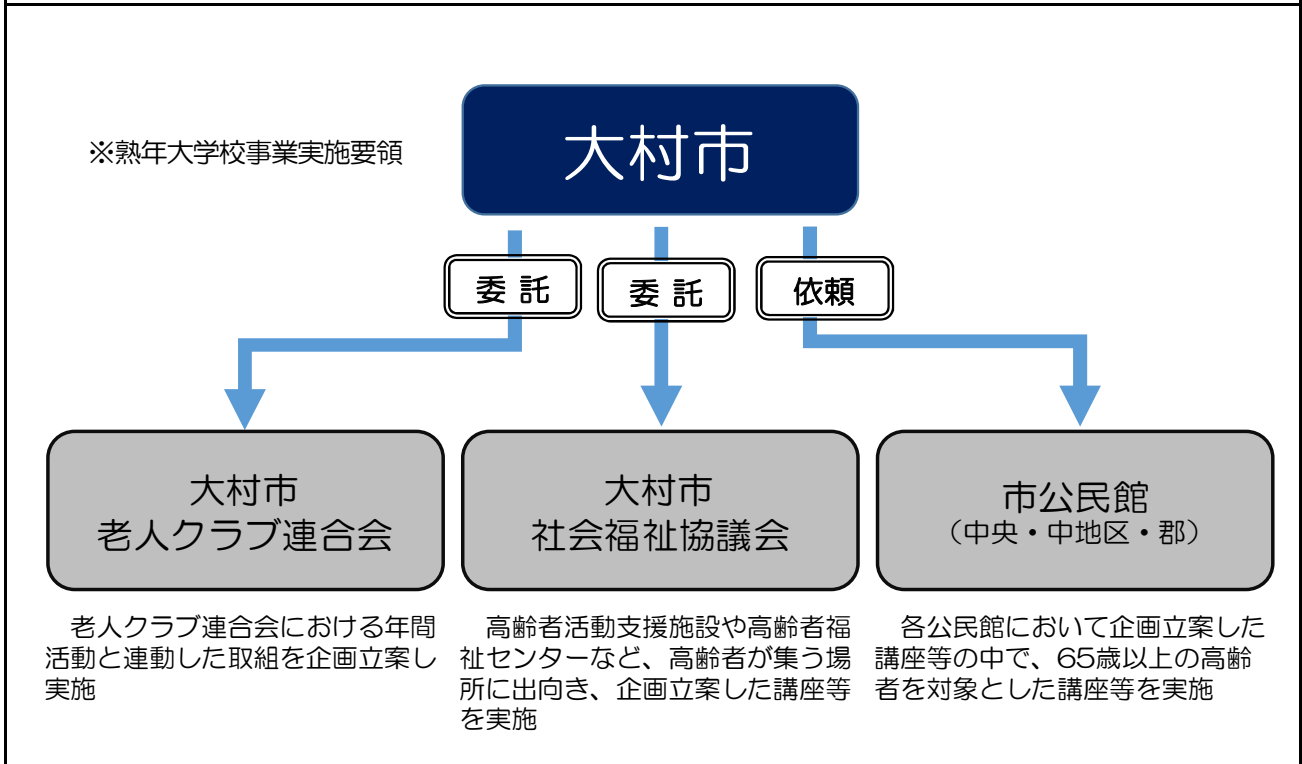 ※熟年大学校事業実施要領
大村市
委 託
委 託
依頼
大村市
老人クラブ連合会
大村市
社会福祉協議会
市公民館
（中央・中地区・郡）
老人クラブ連合会における年間
活動と連動した取組を企画立案し
実施
高齢者活動支援施設や高齢者福
祉センターなど、高齢者が集う場
所に出向き、企画立案した講座等
を実施
各公民館において企画立案した
講座等の中で、65歳以上の高齢
者を対象とした講座等を実施